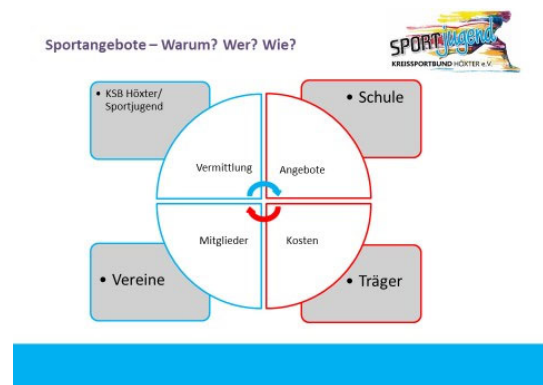 Sportangebote – Warum? Wer? Wie?
SPORTjugend
KREISSPORTBUND HÖXTER e.V.
• KSB Höxter/
Sportjugend
• Schule
Vermittlung
Angebote
Mitglieder
Kosten
• Vereine
• Träger